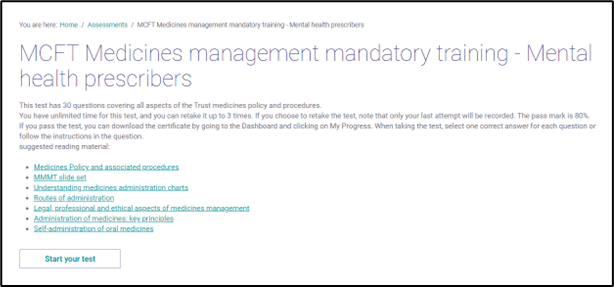 You are here: Home / Assessments / MCFT Medicines management mandatory training - Mental health prescribers
MCFT Medicines management mandatory training - Mental
health prescribers
This test has 30 questions covering all aspects of the Trust medicines policy and procedures.
You have unlimited time for this test, and you can retake it up to 3 times. If you choose to retake the test, note that only your last attempt will be recorded. The pass mark is 80%.
If you pass the test, you can download the certificate by going to the Dashboard and clicking on My Progress. When taking the test, select one correct answer for each question or
follow the instructions in the question.
suggested reading material:
Medicines Policy and associated procedures
MMMT slide set
Understanding medicines administration charts
Routes of administration
Legal, professional and ethical aspects of medicines management
Administration of medicines: key principles
Self-administration of oral medicines
Start your test